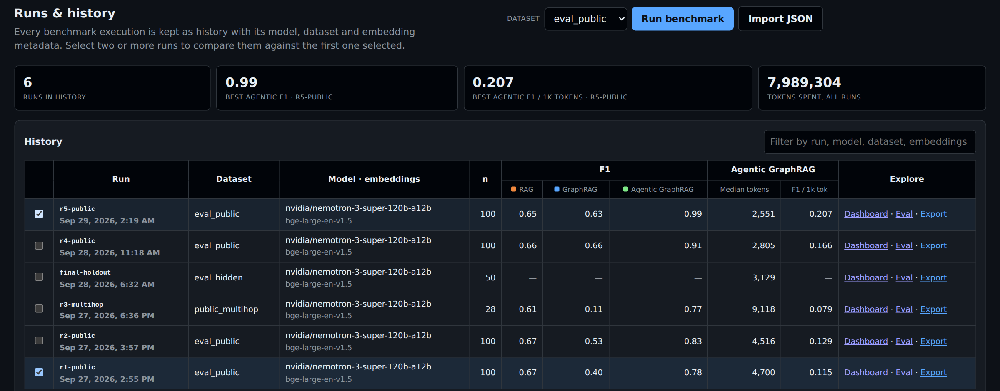 Runs & history
Every benchmark execution is kept as history with its model, dataset and embedding
metadata. Select two or more runs to compare them against the first one selected.
DATASET eval_public Run benchmark Import JSON
6
RUNS IN HISTORY
0.99
BEST AGENTIC F1 · R5-PUBLIC
0.207
BEST AGENTIC F1 / 1K TOKENS · R5-PUBLIC
7,989,304
TOKENS SPENT, ALL RUNS
History
Filter by run, model, dataset, embeddings
Run Dataset Model · embeddings n F1 Agentic GraphRAG Explore
RAG GraphRAG Agentic GraphRAG Median tokens F1 / 1k tok
r5-public
Sep 29, 2026, 2:19 AM
eval_public
nvidia/nemotron-3-super-120b-a12b
bge-large-en-v1.5
100 0.65 0.63 0.99 2,551 0.207 Dashboard · Eval · Export
r4-public
Sep 28, 2026, 11:18 AM
eval_public
nvidia/nemotron-3-super-120b-a12b
bge-large-en-v1.5
100 0.66 0.66 0.91 2,805 0.166 Dashboard · Eval · Export
final-holdout
Sep 28, 2026, 6:32 AM
eval_hidden
nvidia/nemotron-3-super-120b-a12b
bge-large-en-v1.5
50 — — — 3,129 — Dashboard · Eval · Export
r3-multihop
Sep 27, 2026, 6:36 PM
public_multihop
nvidia/nemotron-3-super-120b-a12b
bge-large-en-v1.5
28 0.61 0.11 0.77 9,118 0.079 Dashboard · Eval · Export
r2-public
Sep 27, 2026, 3:57 PM
eval_public
nvidia/nemotron-3-super-120b-a12b
bge-large-en-v1.5
100 0.67 0.53 0.83 4,516 0.129 Dashboard · Eval · Export
r1-public
Sep 27, 2026, 2:55 PM
eval_public
nvidia/nemotron-3-super-120b-a12b
bge-large-en-v1.5
100 0.67 0.40 0.78 4,700 0.115 Dashboard · Eval · Export